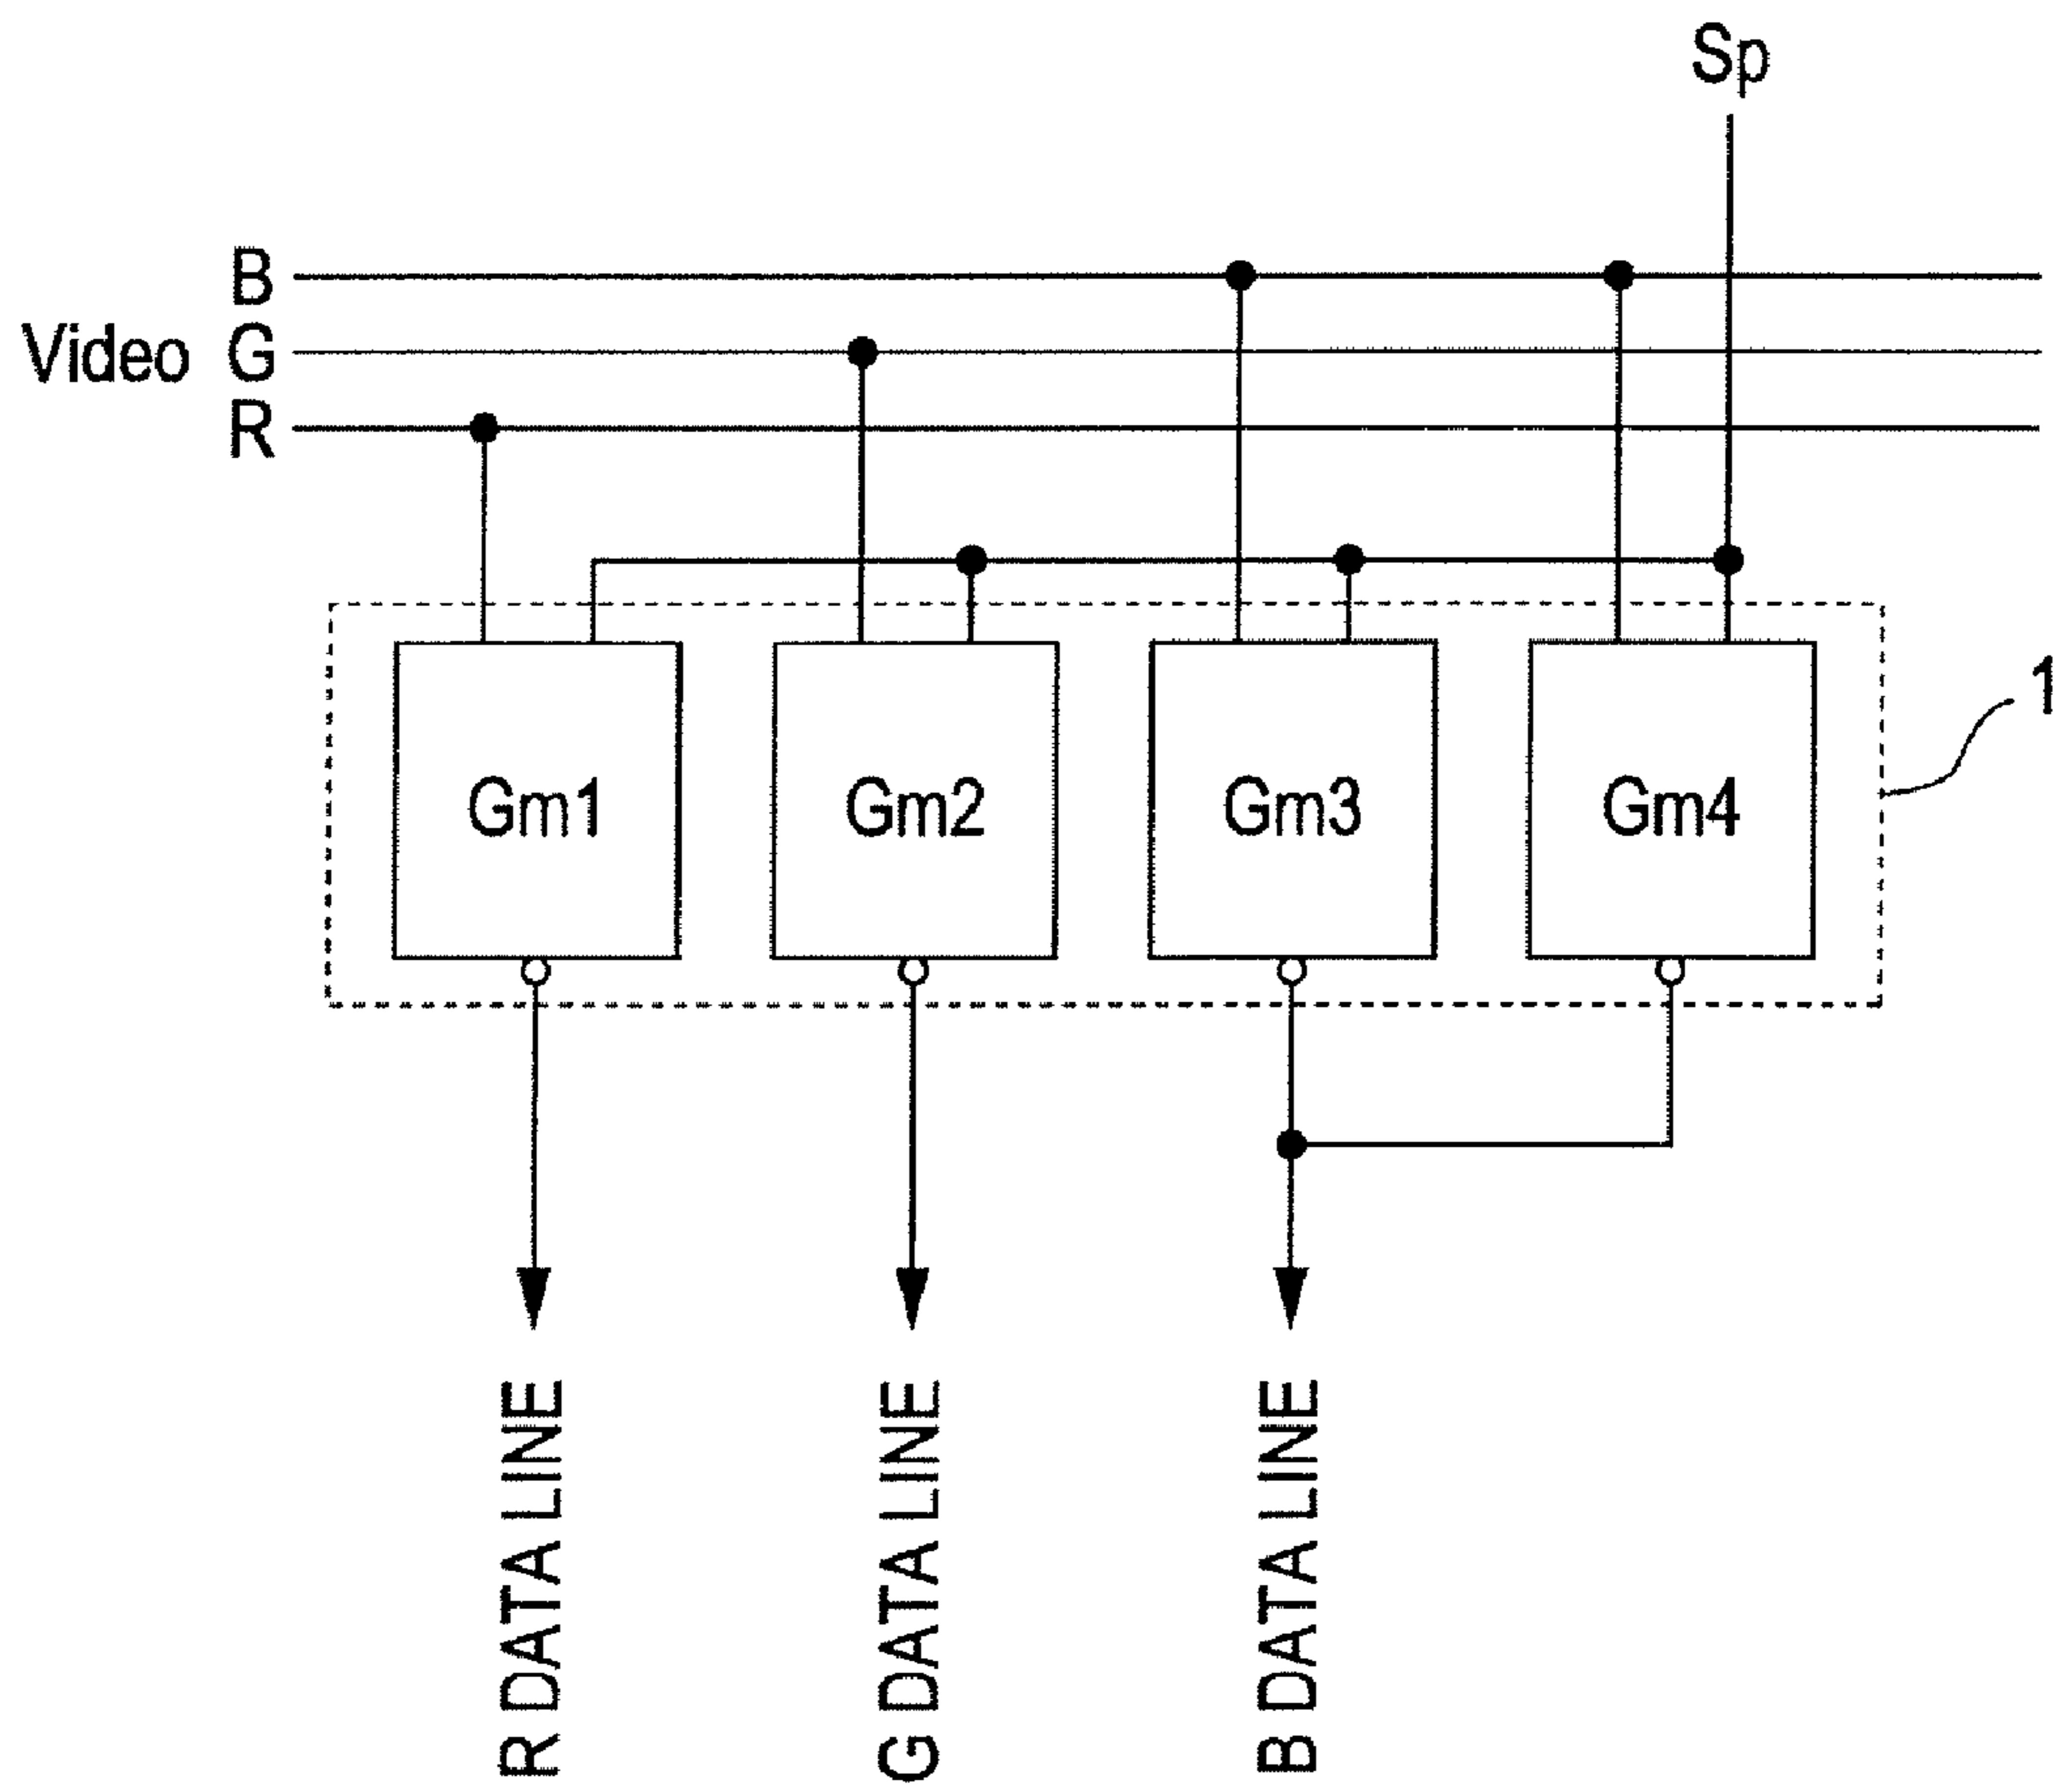 Sp
B
Video G
R
1
Gm1 Gm2 Gm3 Gm4
R DATA LINE
G DATA LINE
B DATA LINE